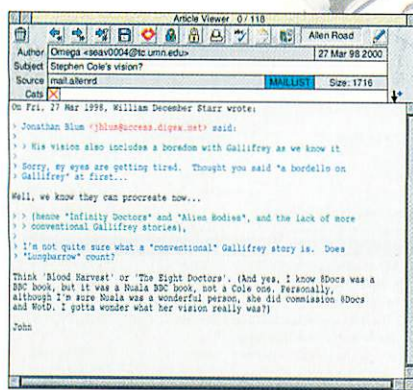 Article Viewer 0 / 118
Allen Road
Author Omega <seav0004@tc.umn.edu> 27 Mar 98 2000
Subject Stephen Cole's vision?
Source mail.allenrd MAILLIST Size: 1716
Cats
On Fri, 27 Mar 1998, William December Starr wrote:
> Jonathan Blum <jblum@access.digex.net> said:
>
> > His vision also includes a boredom with Gallifrey as we know it
>
> Sorry, my eyes are getting tired. Thought you said "a bordello on
> Gallifrey" at first...
Well, we know they can procreate now...
> > (hence "Infinity Doctors" and "Alien Bodies", and the lack of more
> > conventional Gallifrey stories),
>
> I'm not quite sure what a "conventional" Gallifrey story is. Does
> "Lungbarrow" count?
Think 'Blood Harvest' or 'The Eight Doctors'. (And yes, I know 8Docs was a
BBC book, but it was a Nuala BBC book, not a Cole one. Personally,
although I'm sure Nuala was a wonderful person, she did commission 8Docs
and WotD. I gotta wonder what her vision really was?)
John